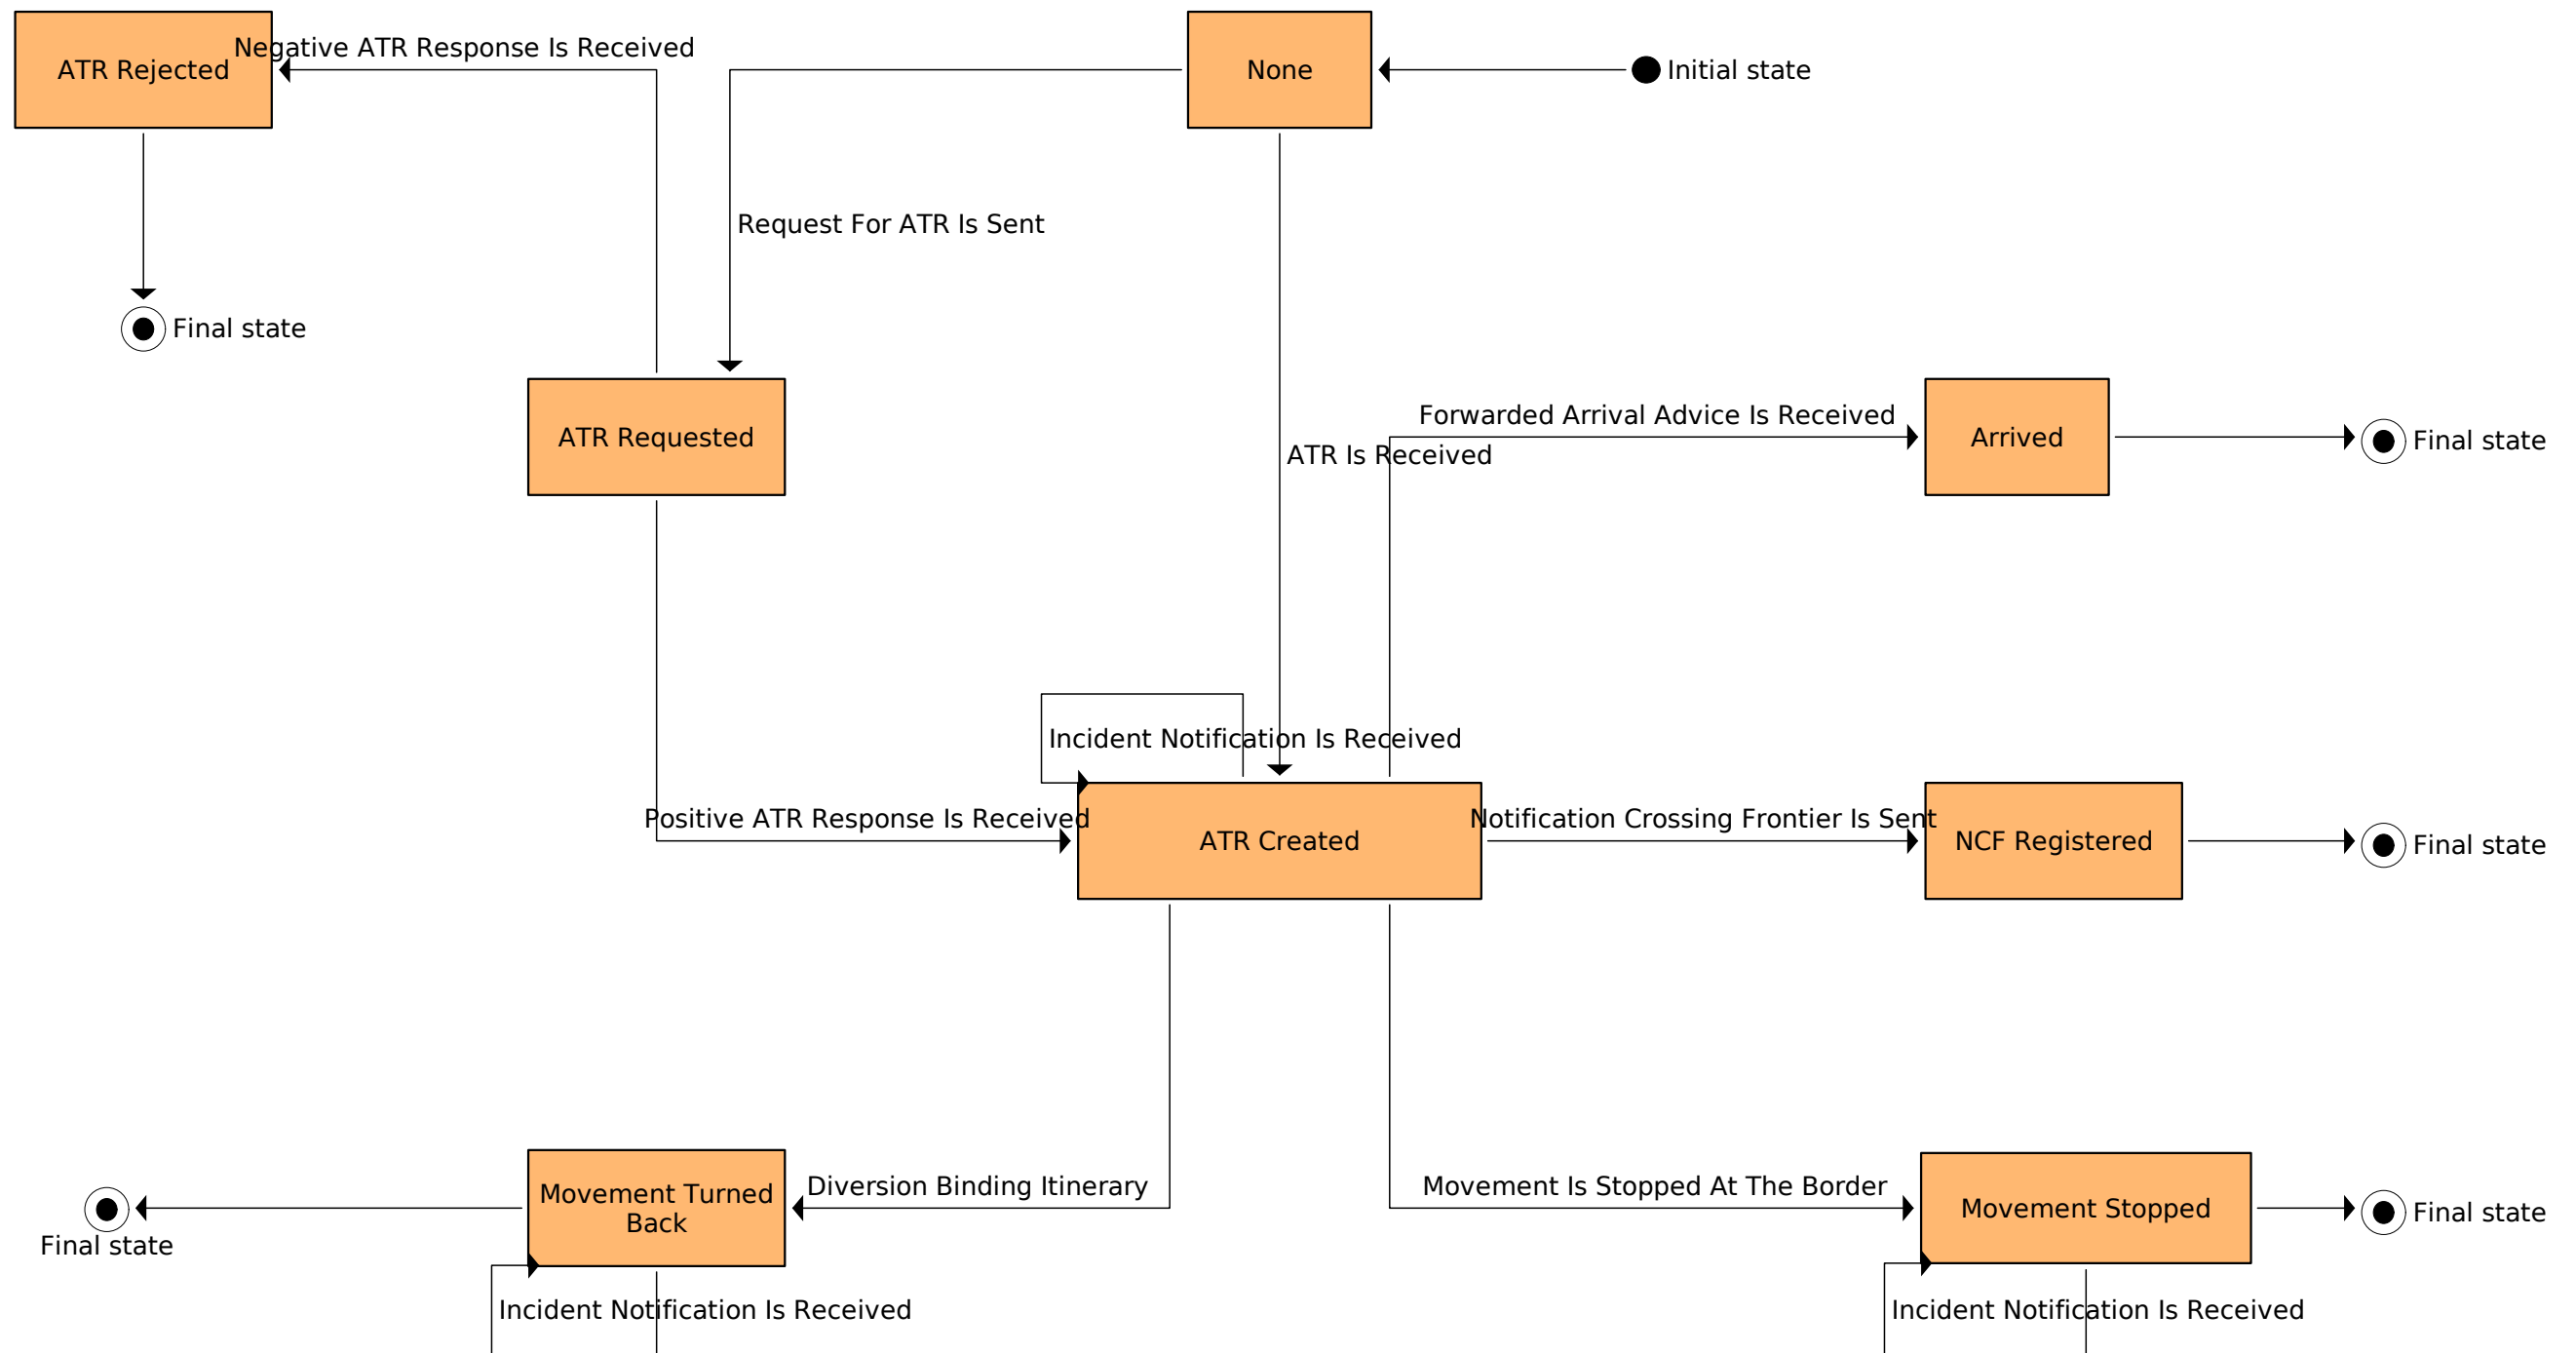 Negative ATR Response Is Received
ATR Rejected
None
Initial state
Request For ATR Is Sent
Final state
Forwarded Arrival Advice Is Received
ATR Requested
Arrived
Final state
ATR Is Received
Incident Notification Is Received
Positive ATR Response Is Received
Notification Crossing Frontier Is Sent
ATR Created
NCF Registered
Final state
Diversion Binding Itinerary
Movement Is Stopped At The Border
Movement Turned
Back
Movement Stopped
Final state
Final state
Incident Notification Is Received
Incident Notification Is Received